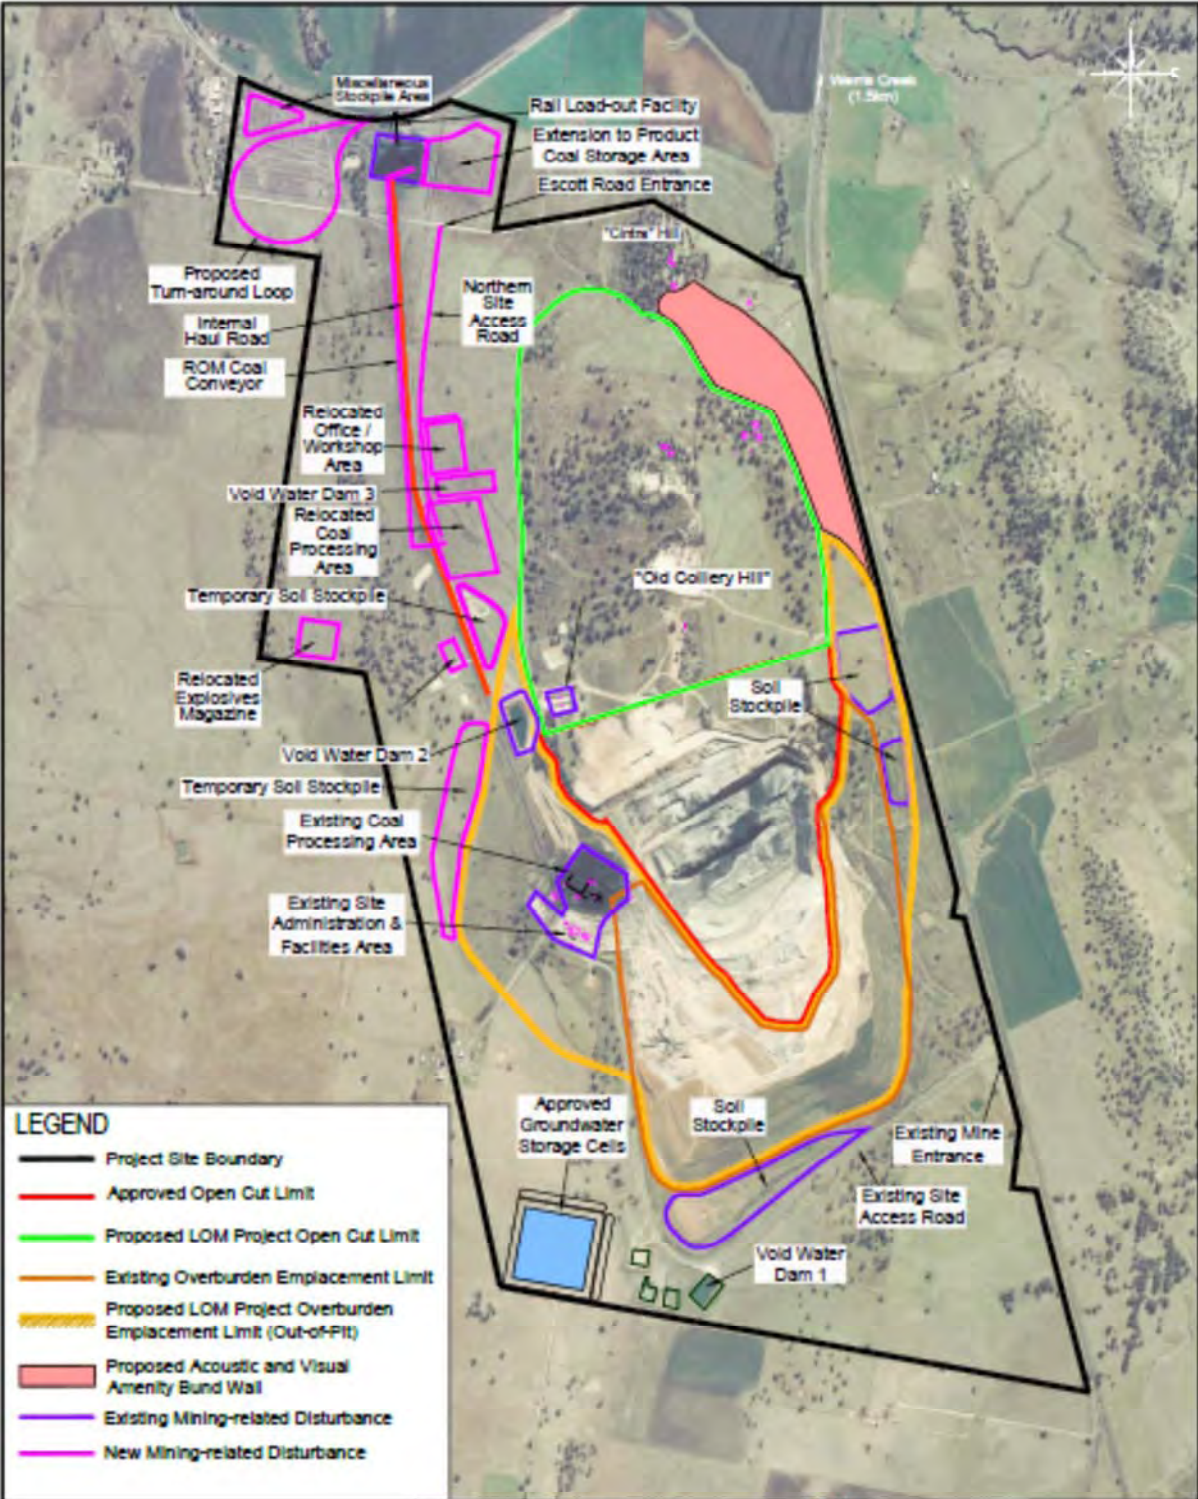 Miscellaneous
Stockpile Area
Rail Load-out Facility
Extension to Product
Coal Storage Area
Escott Road Entrance
Werris Creek
(1.5km)
"Cintra" Hill
Proposed
Turn-around Loop
Internal
Haul Road
ROM Coal
Conveyor
Northern
Site
Access
Road
Relocated
Office /
Workshop
Area
Void Water Dam 3
Relocated
Coal
Processing
Area
Temporary Soil Stockpile
"Old Colliery Hill"
Relocated
Explosives
Magazine
Soil
Stockpile
Void Water Dam 2
Temporary Soil Stockpile
Existing Coal
Processing Area
Existing Site
Administration &
Facilities Area
Approved
Groundwater
Storage Cells
Soil
Stockpile
Existing Mine
Entrance
Existing Site
Access Road
Void Water
Dam 1
LEGEND
Project Site Boundary
Approved Open Cut Limit
Proposed LOM Project Open Cut Limit
Existing Overburden Emplacement Limit
Proposed LOM Project Overburden
Emplacement Limit (Out-of-Pit)
Proposed Acoustic and Visual
Amenity Bund Wall
Existing Mining-related Disturbance
New Mining-related Disturbance